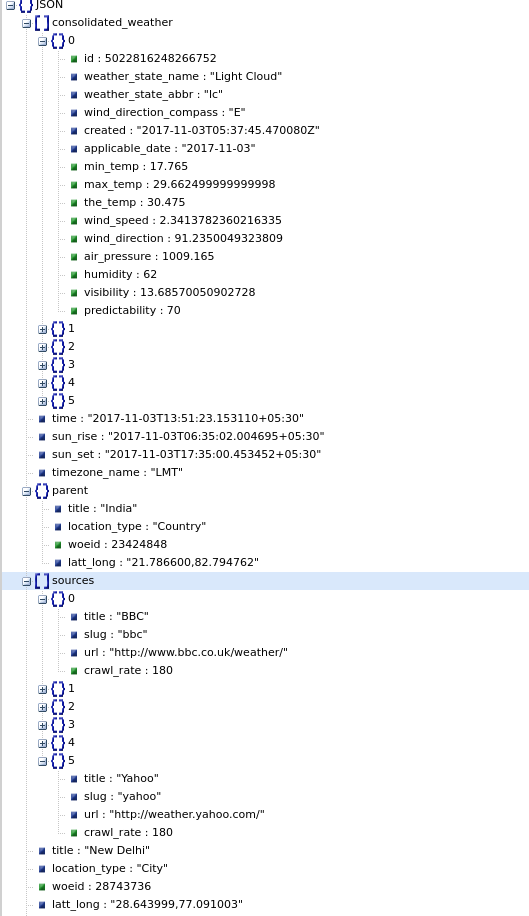 JSON
consolidated_weather
0
id : 5022816248266752
weather_state_name : "Light Cloud"
weather_state_abbr : "lc"
wind_direction_compass : "E"
created : "2017-11-03T05:37:45.470080Z"
applicable_date : "2017-11-03"
min_temp : 17.765
max_temp : 29.662499999999998
the_temp : 30.475
wind_speed : 2.3413782360216335
wind_direction : 91.2350049323809
air_pressure : 1009.165
humidity : 62
visibility : 13.68570050902728
predictability : 70
1
2
3
4
5
time : "2017-11-03T13:51:23.153110+05:30"
sun_rise : "2017-11-03T06:35:02.004695+05:30"
sun_set : "2017-11-03T17:35:00.453452+05:30"
timezone_name : "LMT"
parent
title : "India"
location_type : "Country"
woeid : 23424848
latt_long : "21.786600,82.794762"
sources
0
title : "BBC"
slug : "bbc"
url : "http://www.bbc.co.uk/weather/"
crawl_rate : 180
1
2
3
4
5
title : "Yahoo"
slug : "yahoo"
url : "http://weather.yahoo.com/"
crawl_rate : 180
title : "New Delhi"
location_type : "City"
woeid : 28743736
latt_long : "28.643999,77.091003"